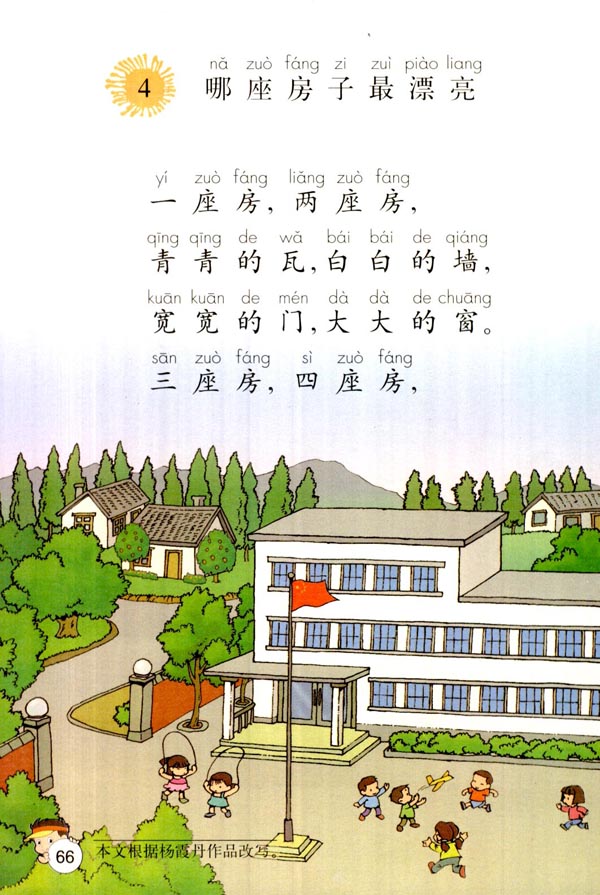 nǎ zuò fáng zi zuì piào liang
4 哪座房子最漂亮
yí zuò fáng liǎng zuò fáng
一座房，两座房，
qīng qīng de wǎ bái bái de qiáng
青青的瓦，白白的墙，
kuān kuān de mén dà dà de chuāng
宽宽的门，大大的窗。
sān zuò fáng sì zuò fáng
三座房，四座房，
66 本文根据杨霞丹作品改写。